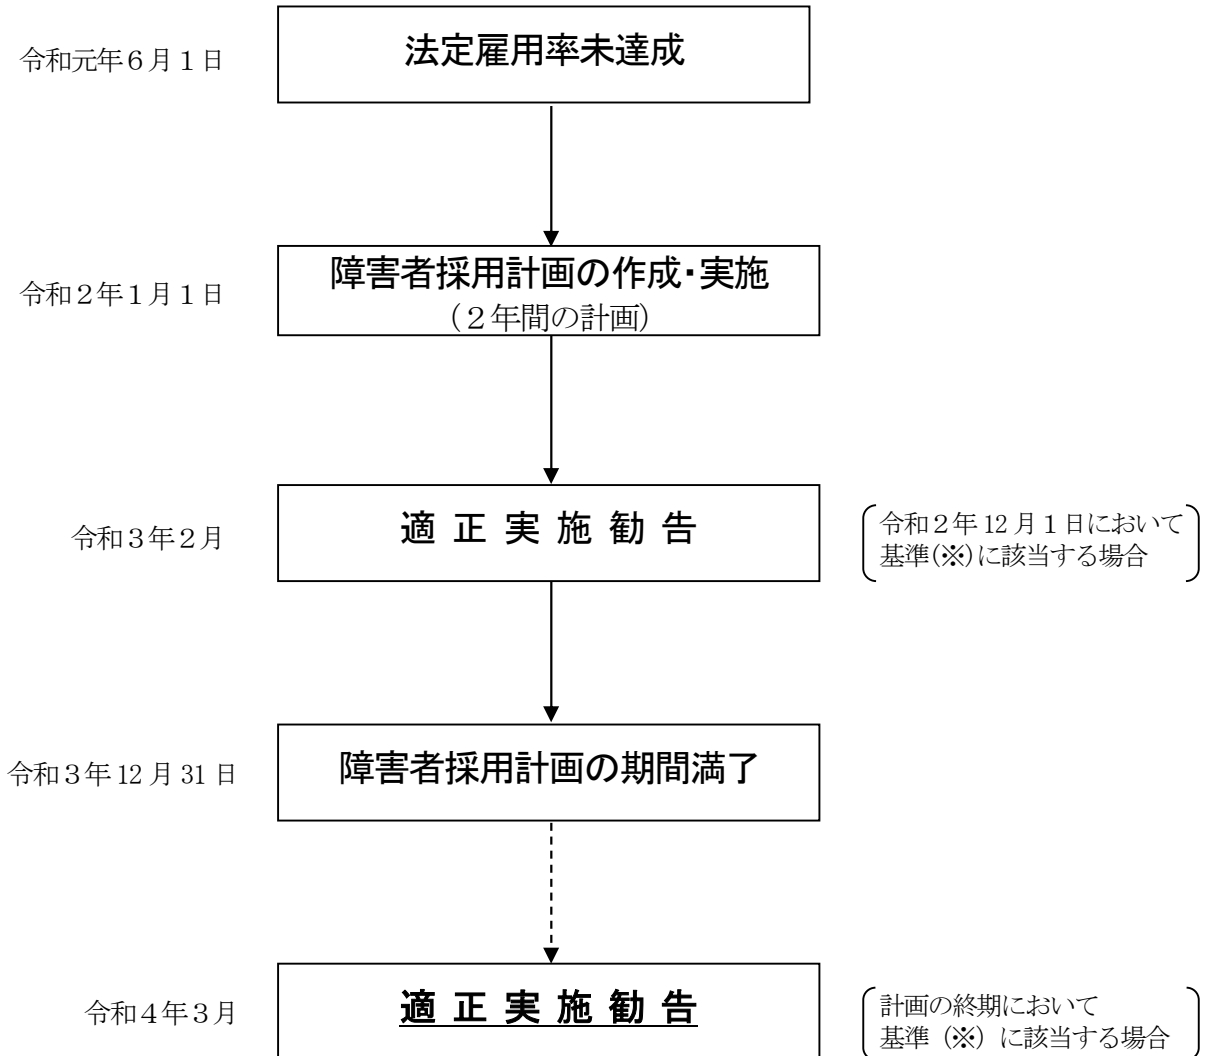 令和元年６月１日
法定雇用率未達成
令和２年１月１日
障害者採用計画の作成・実施
（２年間の計画）
令和３年２月
適 正 実 施 勧 告
令和２年12月１日において
基準(※)に該当する場合
令和３年12月31日
障害者採用計画の期間満了
令和４年３月
適 正 実 施 勧 告
計画の終期において
基準（※）に該当する場合